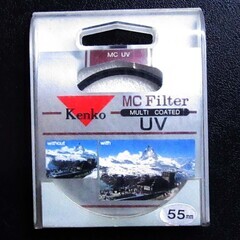 MC UV
Kenko
MC Filter
MULTI COATED
UV
without
with
55mm